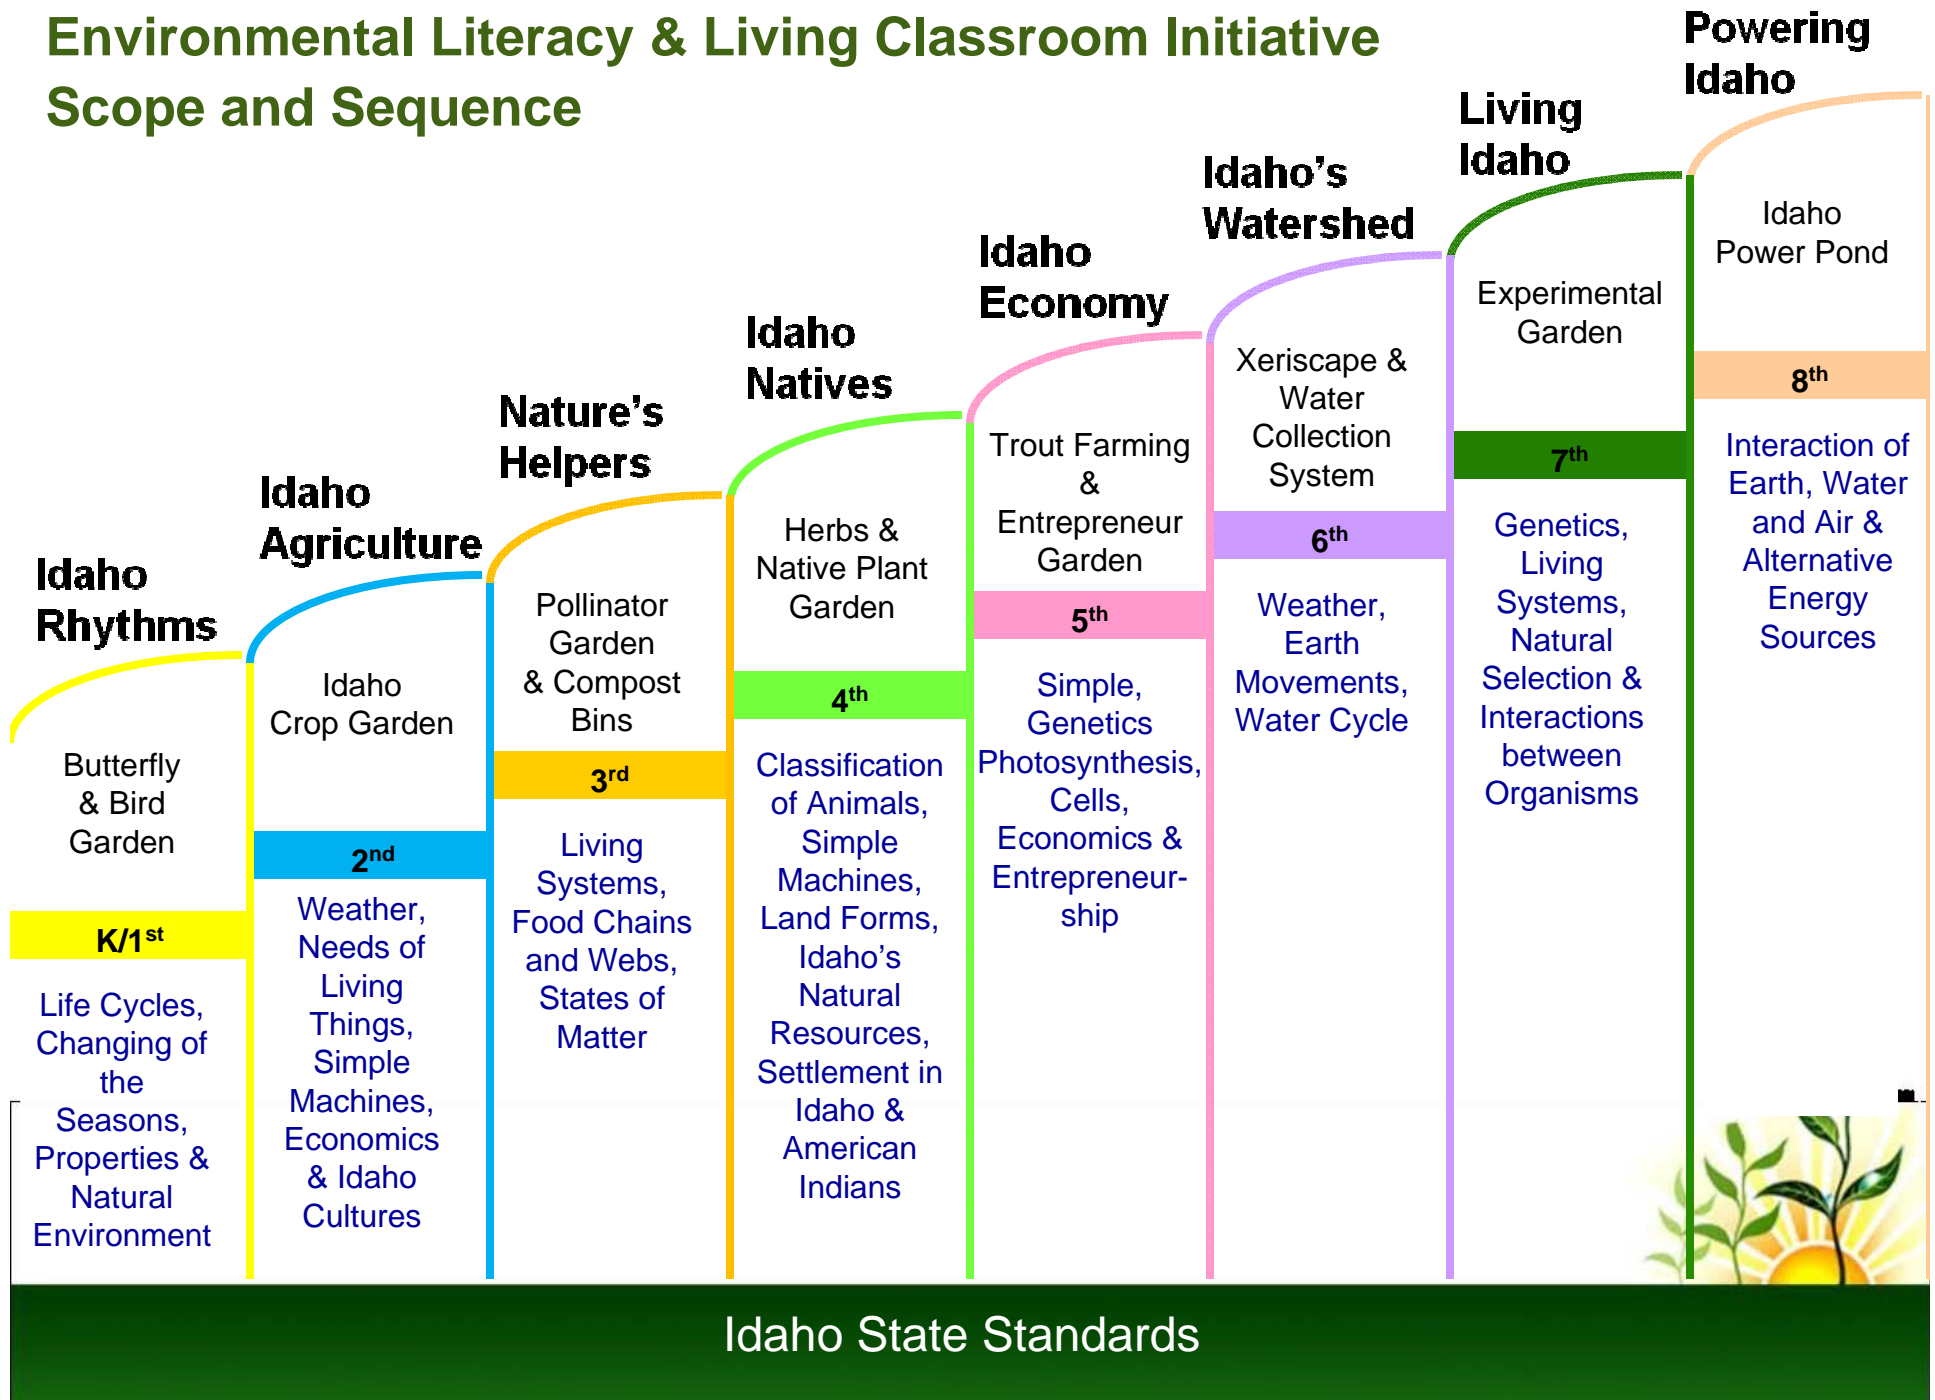 Environmental Literacy & Living Classroom Initiative
Scope and Sequence
Idaho
Rhythms
Butterfly
& Bird
Garden
K/1st
Life Cycles,
Changing of
the
Seasons,
Properties &
Natural
Environment
Idaho
Agriculture
Idaho
Crop Garden
2nd
Weather,
Needs of
Living
Things,
Simple
Machines,
Economics
& Idaho
Cultures
Nature's
Helpers
Pollinator
Garden
& Compost
Bins
3rd
Living
Systems,
Food Chains
and Webs,
States of
Matter
Idaho
Natives
Herbs &
Native Plant
Garden
4th
Classification
of Animals,
Simple
Machines,
Land Forms,
Idaho's
Natural
Resources,
Settlement in
Idaho &
American
Indians
Idaho
Economy
Trout Farming
&
Entrepreneur
Garden
5th
Simple,
Genetics
Photosynthesis,
Cells,
Economics &
Entrepreneur-
ship
Idaho's
Watershed
Xeriscape &
Water
Collection
System
6th
Weather,
Earth
Movements,
Water Cycle
Living
Idaho
Experimental
Garden
7th
Genetics,
Living
Systems,
Natural
Selection &
Interactions
between
Organisms
Powering
Idaho
Idaho
Power Pond
8th
Interaction of
Earth, Water
and Air &
Alternative
Energy
Sources
Idaho State Standards